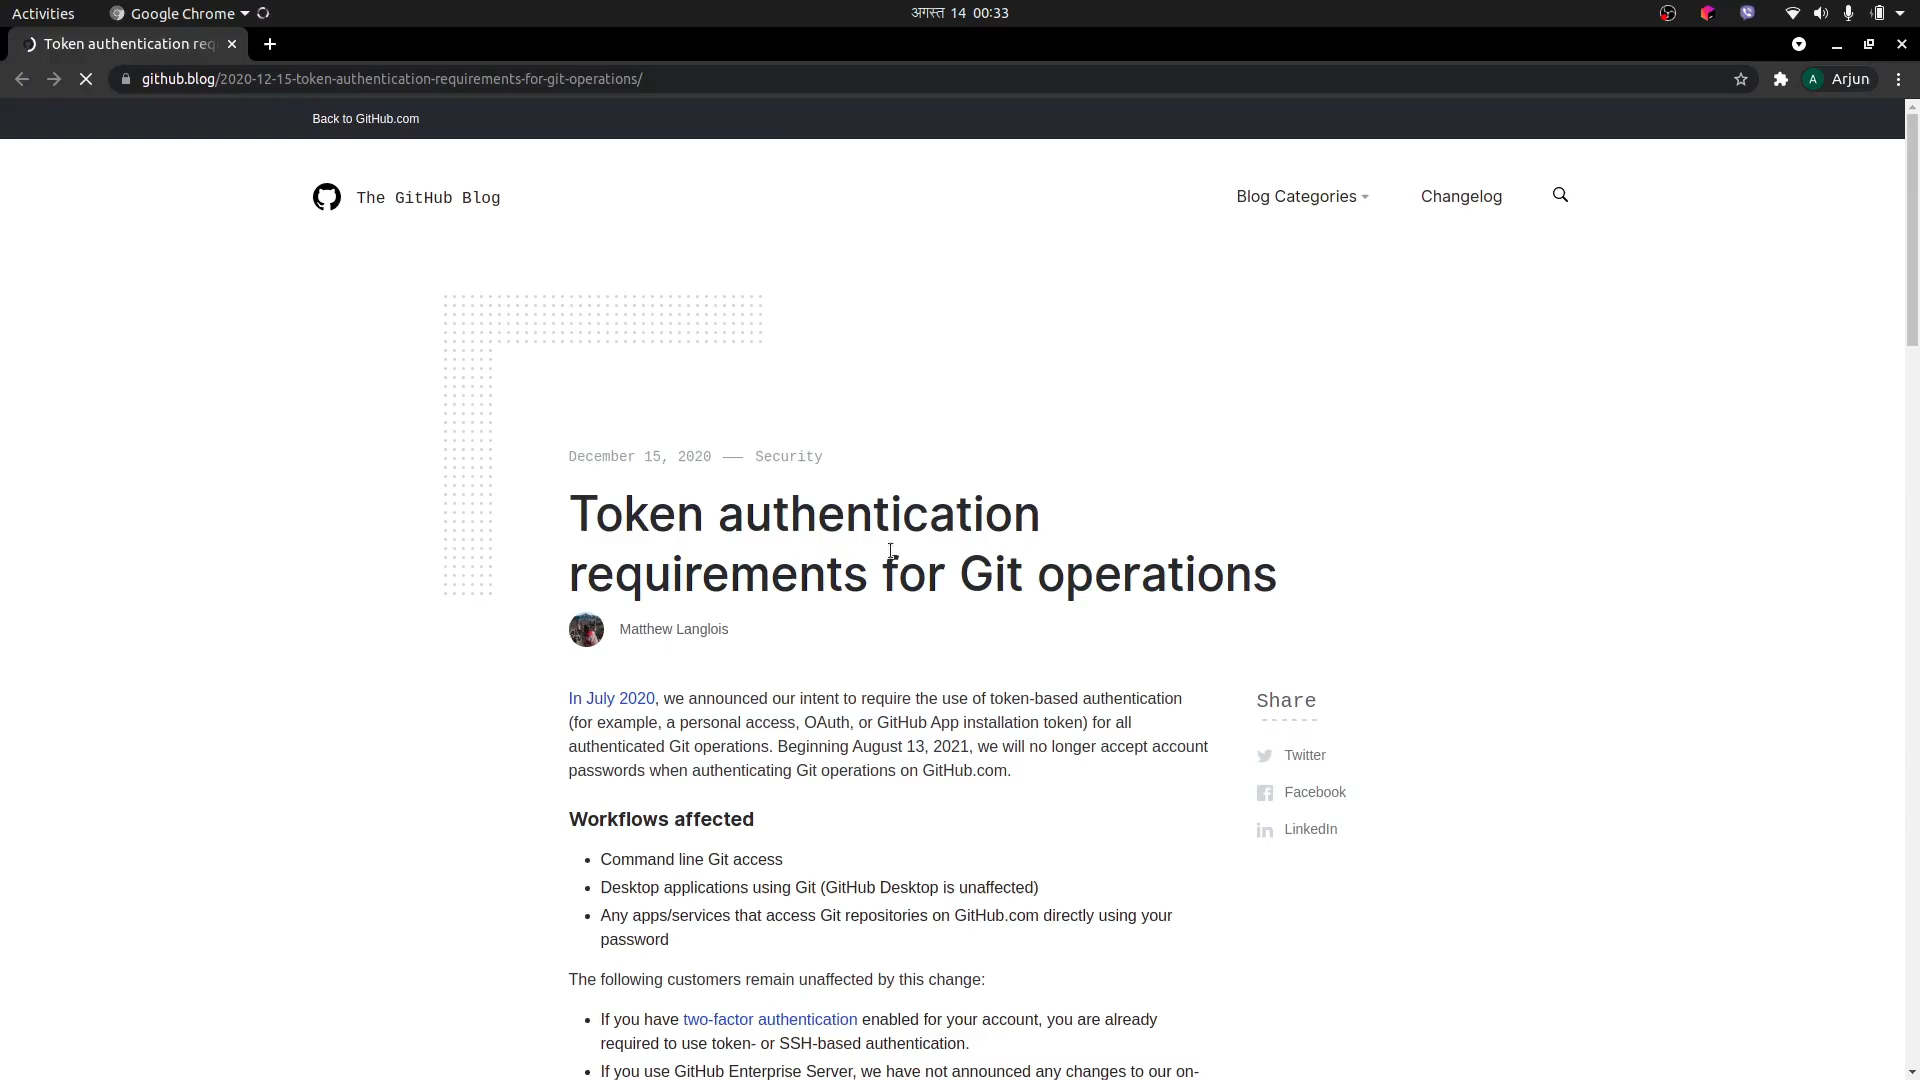 Activities Google Chrome अगस्त 14 00:33
Token authentication req
github.blog/2020-12-15-token-authentication-requirements-for-git-operations/ A Arjun
Back to GitHub.com
The GitHub Blog Blog Categories Changelog
December 15, 2020 — Security
Token authentication
requirements for Git operations
Matthew Langlois
In July 2020, we announced our intent to require the use of token-based authentication
(for example, a personal access, OAuth, or GitHub App installation token) for all
authenticated Git operations. Beginning August 13, 2021, we will no longer accept account
passwords when authenticating Git operations on GitHub.com.
Share
Twitter
Facebook
LinkedIn
Workflows affected
• Command line Git access
• Desktop applications using Git (GitHub Desktop is unaffected)
• Any apps/services that access Git repositories on GitHub.com directly using your
password
The following customers remain unaffected by this change:
• If you have two-factor authentication enabled for your account, you are already
required to use token- or SSH-based authentication.
• If you use GitHub Enterprise Server, we have not announced any changes to our on-